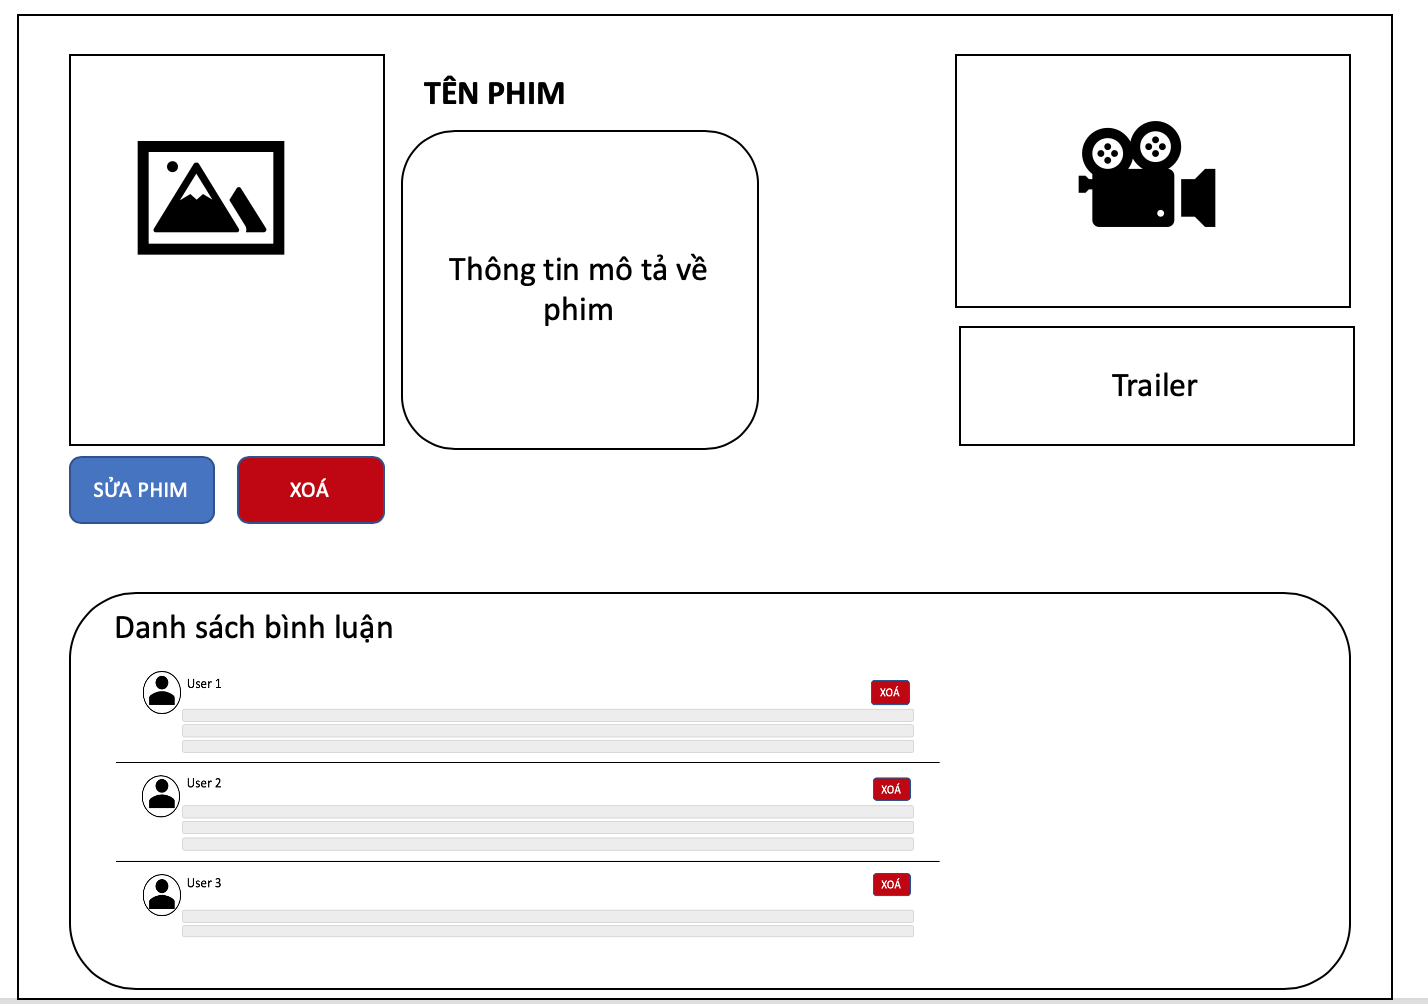 TÊN PHIM
Thông tin mô tả về
phim
Trailer
SỬA PHIM
XOÁ
Danh sách bình luận
User 1
XOÁ
User 2
XOÁ
User 3
XOÁ